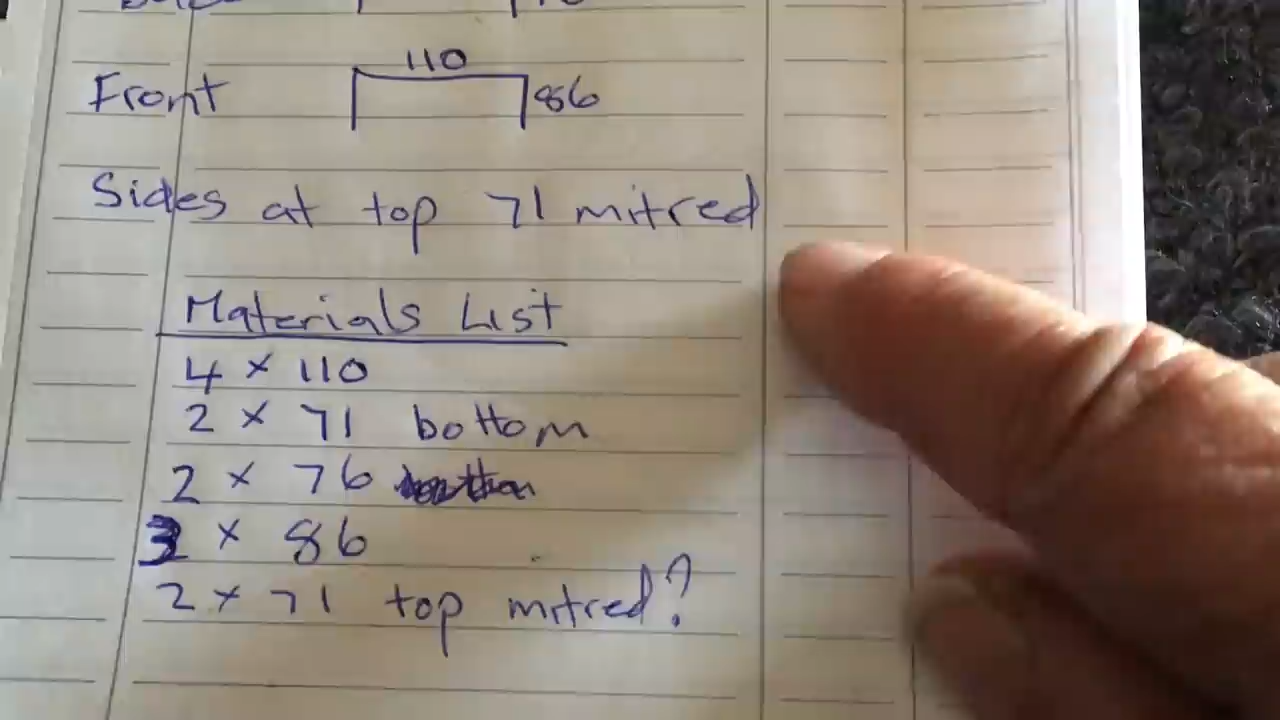 110
Front 86
Sides at top 71 mitred
Materials List
4 x 110
2 x 71 bottom
2 x 76
3 x 86
2 x 71 top mitred?